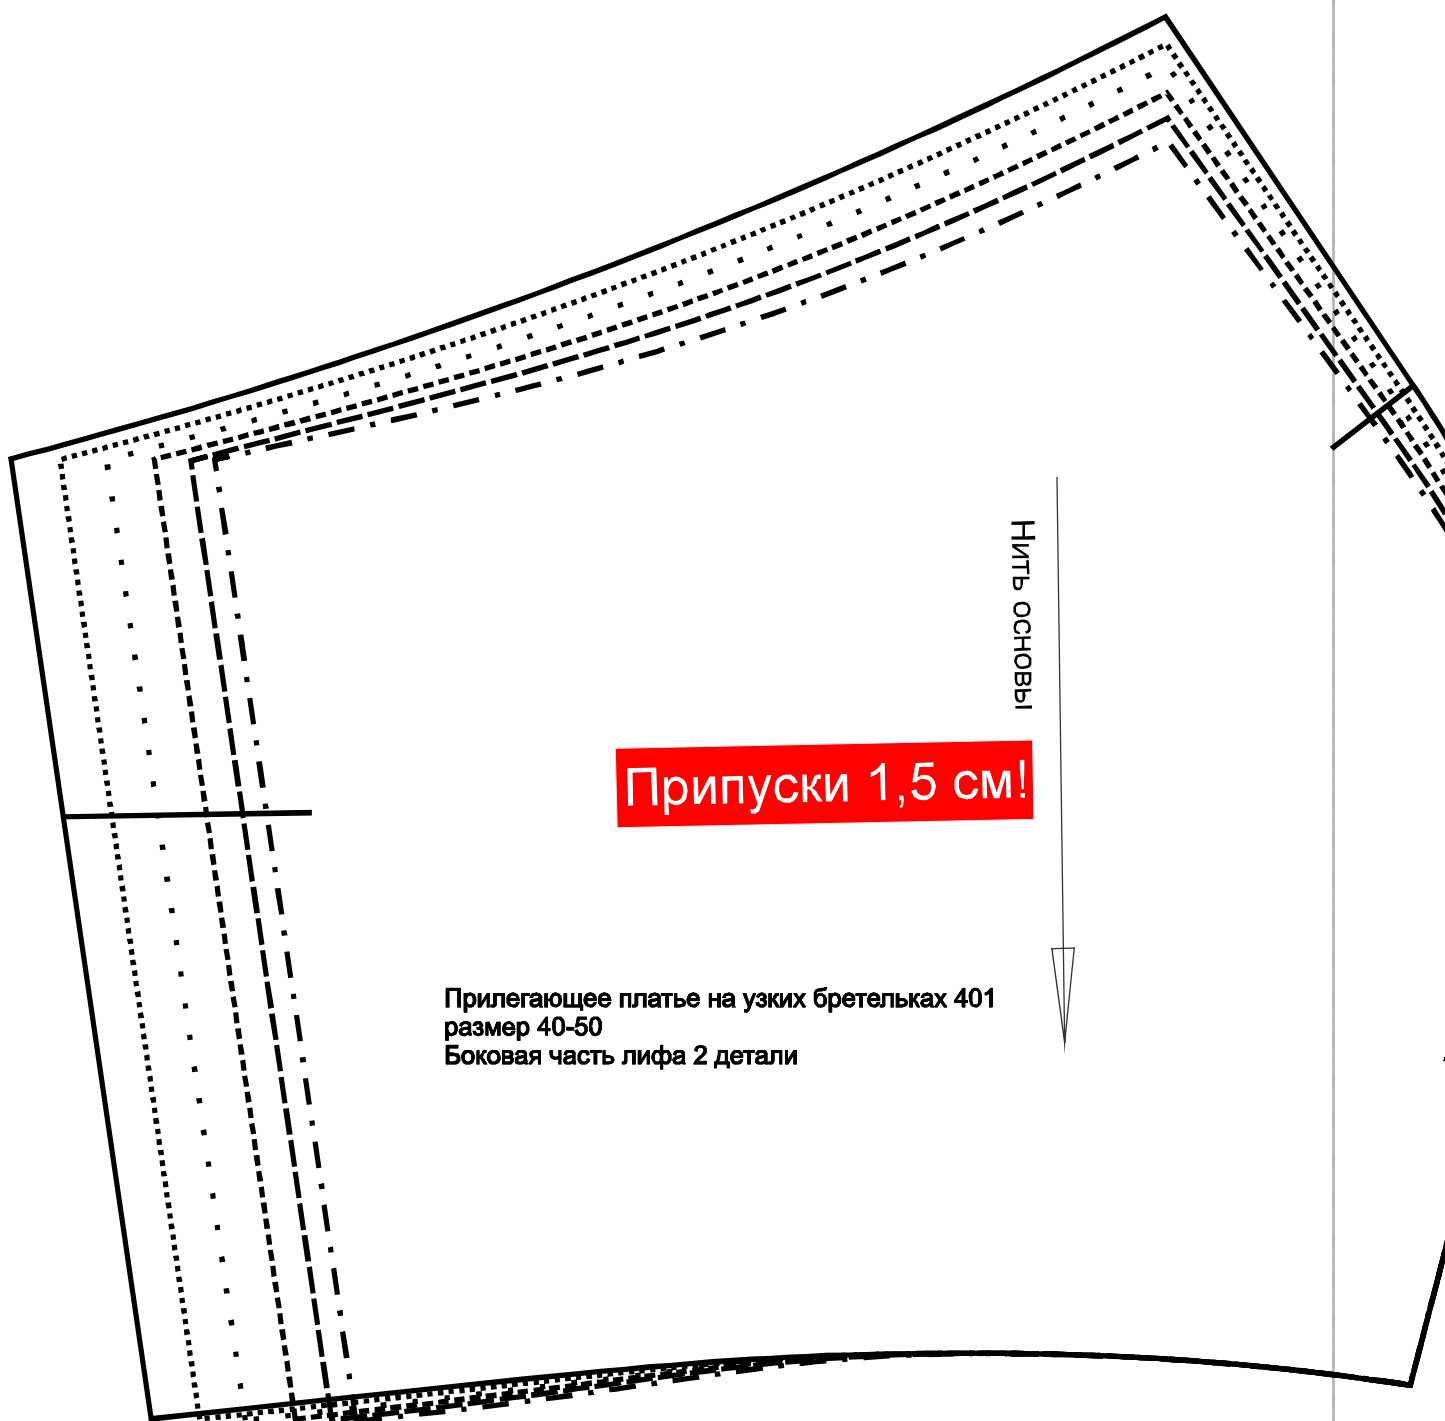 Нить основы
Припуски 1,5 см!
Прилегающее платье на узких бретельках 401
размер 40-50
Боковая часть лифа 2 детали